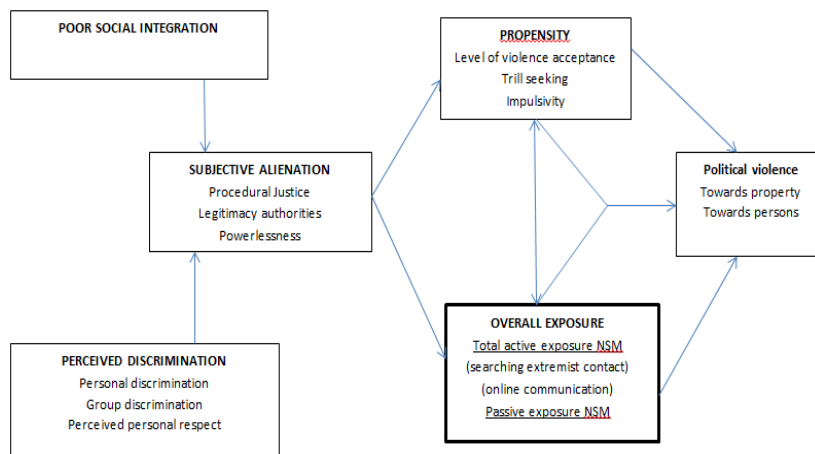 POOR SOCIAL INTEGRATION
PROPENSITY
Level of violence acceptance
Trill seeking
Impulsivity
SUBJECTIVE ALIENATION
Procedural Justice
Legitimacy authorities
Powerlessness
Political violence
Towards property
Towards persons
PERCEIVED DISCRIMINATION
Personal discrimination
Group discrimination
Perceived personal respect
OVERALL EXPOSURE
Total active exposure NSM
(searching extremist contact)
(online communication)
Passive exposure NSM